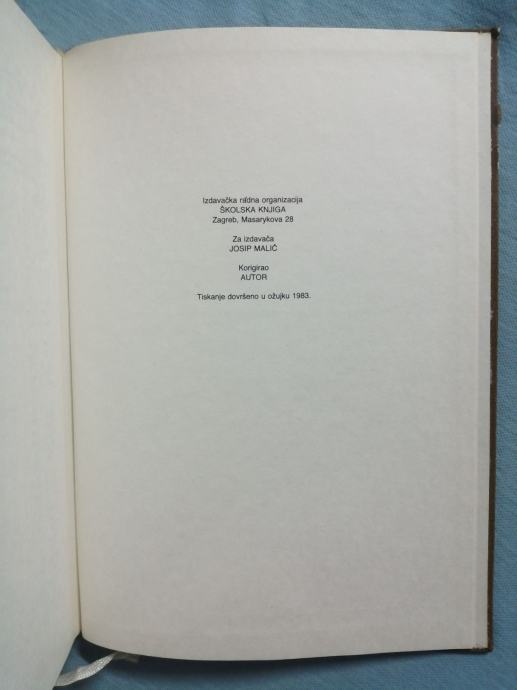 Izdavačka radna organizacija
ŠKOLSKA KNJIGA
Zagreb, Masarykova 28
Za izdavača
JOSIP MALIĆ
Korigirao
AUTOR
Tiskanje dovršeno u ožujku 1983.